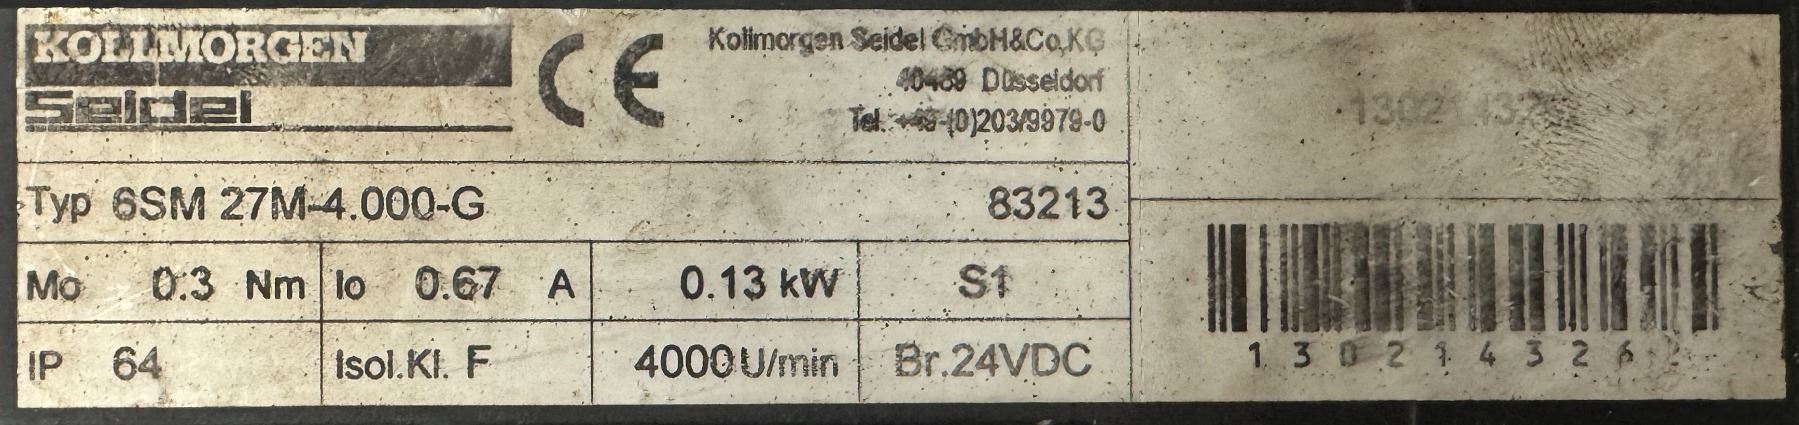 KOLLMORGEN
Seidel
CE
Kollmorgen Seidel GmbH&Co.KG
40489 Düsseldorf
Tel. +49-(0)203/9979-0
Typ 6SM 27M-4.000-G 83213
Mo 0.3 Nm Io 0.67 A 0.13 kW S1
IP 64 Isol.Kl. F 4000U/min Br.24VDC